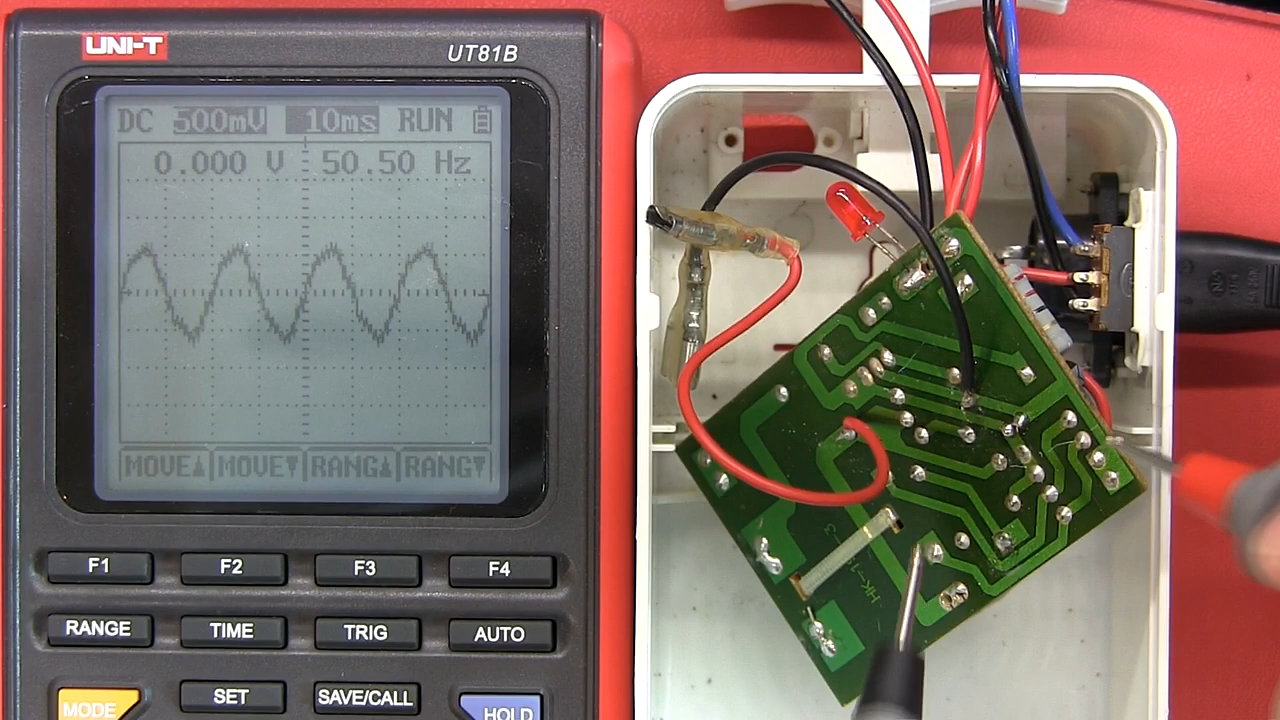 UNI-T
UT81B
DC 500mV 10ms RUN
0.000 V 50.50 Hz
MOVE▲ MOVE▼ RANG▲ RANG▼
F1 F2 F3 F4
RANGE TIME TRIG AUTO
MODE SET SAVE/CALL HOLD